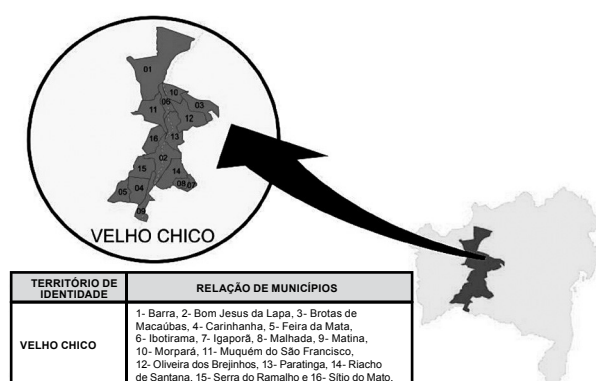 01
10
03
06
11
12
16
13
02
15
14
05
04
08
07
09
VELHO CHICO
TERRITÓRIO DE
IDENTIDADE
RELAÇÃO DE MUNICÍPIOS
VELHO CHICO
1- Barra, 2- Bom Jesus da Lapa, 3- Brotas de
Macaúbas, 4- Carinhanha, 5- Feira da Mata,
6- Ibotirama, 7- Igaporã, 8- Malhada, 9- Matina,
10- Morpará, 11- Muquém do São Francisco,
12- Oliveira dos Brejinhos, 13- Paratinga, 14- Riacho
de Santana, 15- Serra do Ramalho e 16- Sítio do Mato.